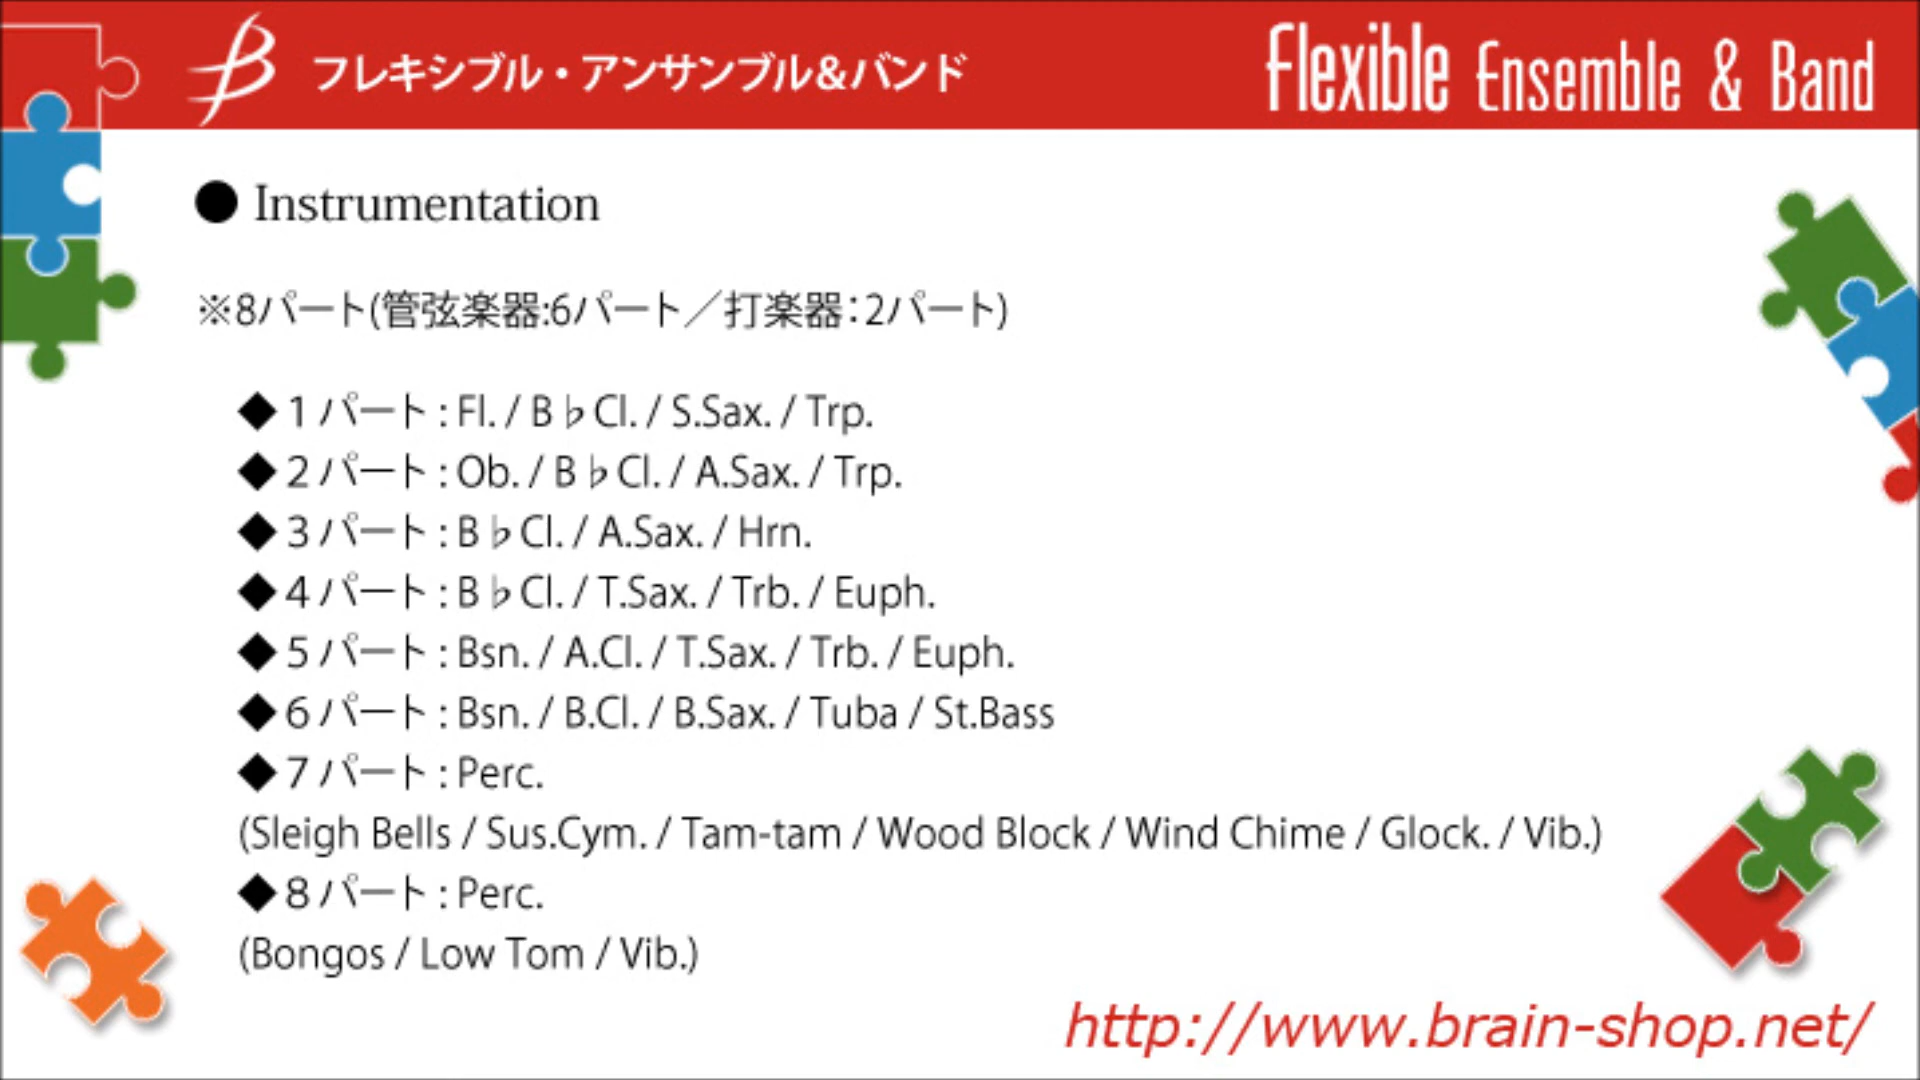 フレキシブル・アンサンブル&バンド
Flexible Ensemble & Band
● Instrumentation
※8パート(管弦楽器:6パート／打楽器：2パート)
◆1パート : Fl. / B♭Cl. / S.Sax. / Trp.
◆2パート : Ob. / B♭Cl. / A.Sax. / Trp.
◆3パート : B♭Cl. / A.Sax. / Hrn.
◆4パート : B♭Cl. / T.Sax. / Trb. / Euph.
◆5パート : Bsn. / A.Cl. / T.Sax. / Trb. / Euph.
◆6パート : Bsn. / B.Cl. / B.Sax. / Tuba / St.Bass
◆7パート : Perc.
(Sleigh Bells / Sus.Cym. / Tam-tam / Wood Block / Wind Chime / Glock. / Vib.)
◆8パート : Perc.
(Bongos / Low Tom / Vib.)
http://www.brain-shop.net/